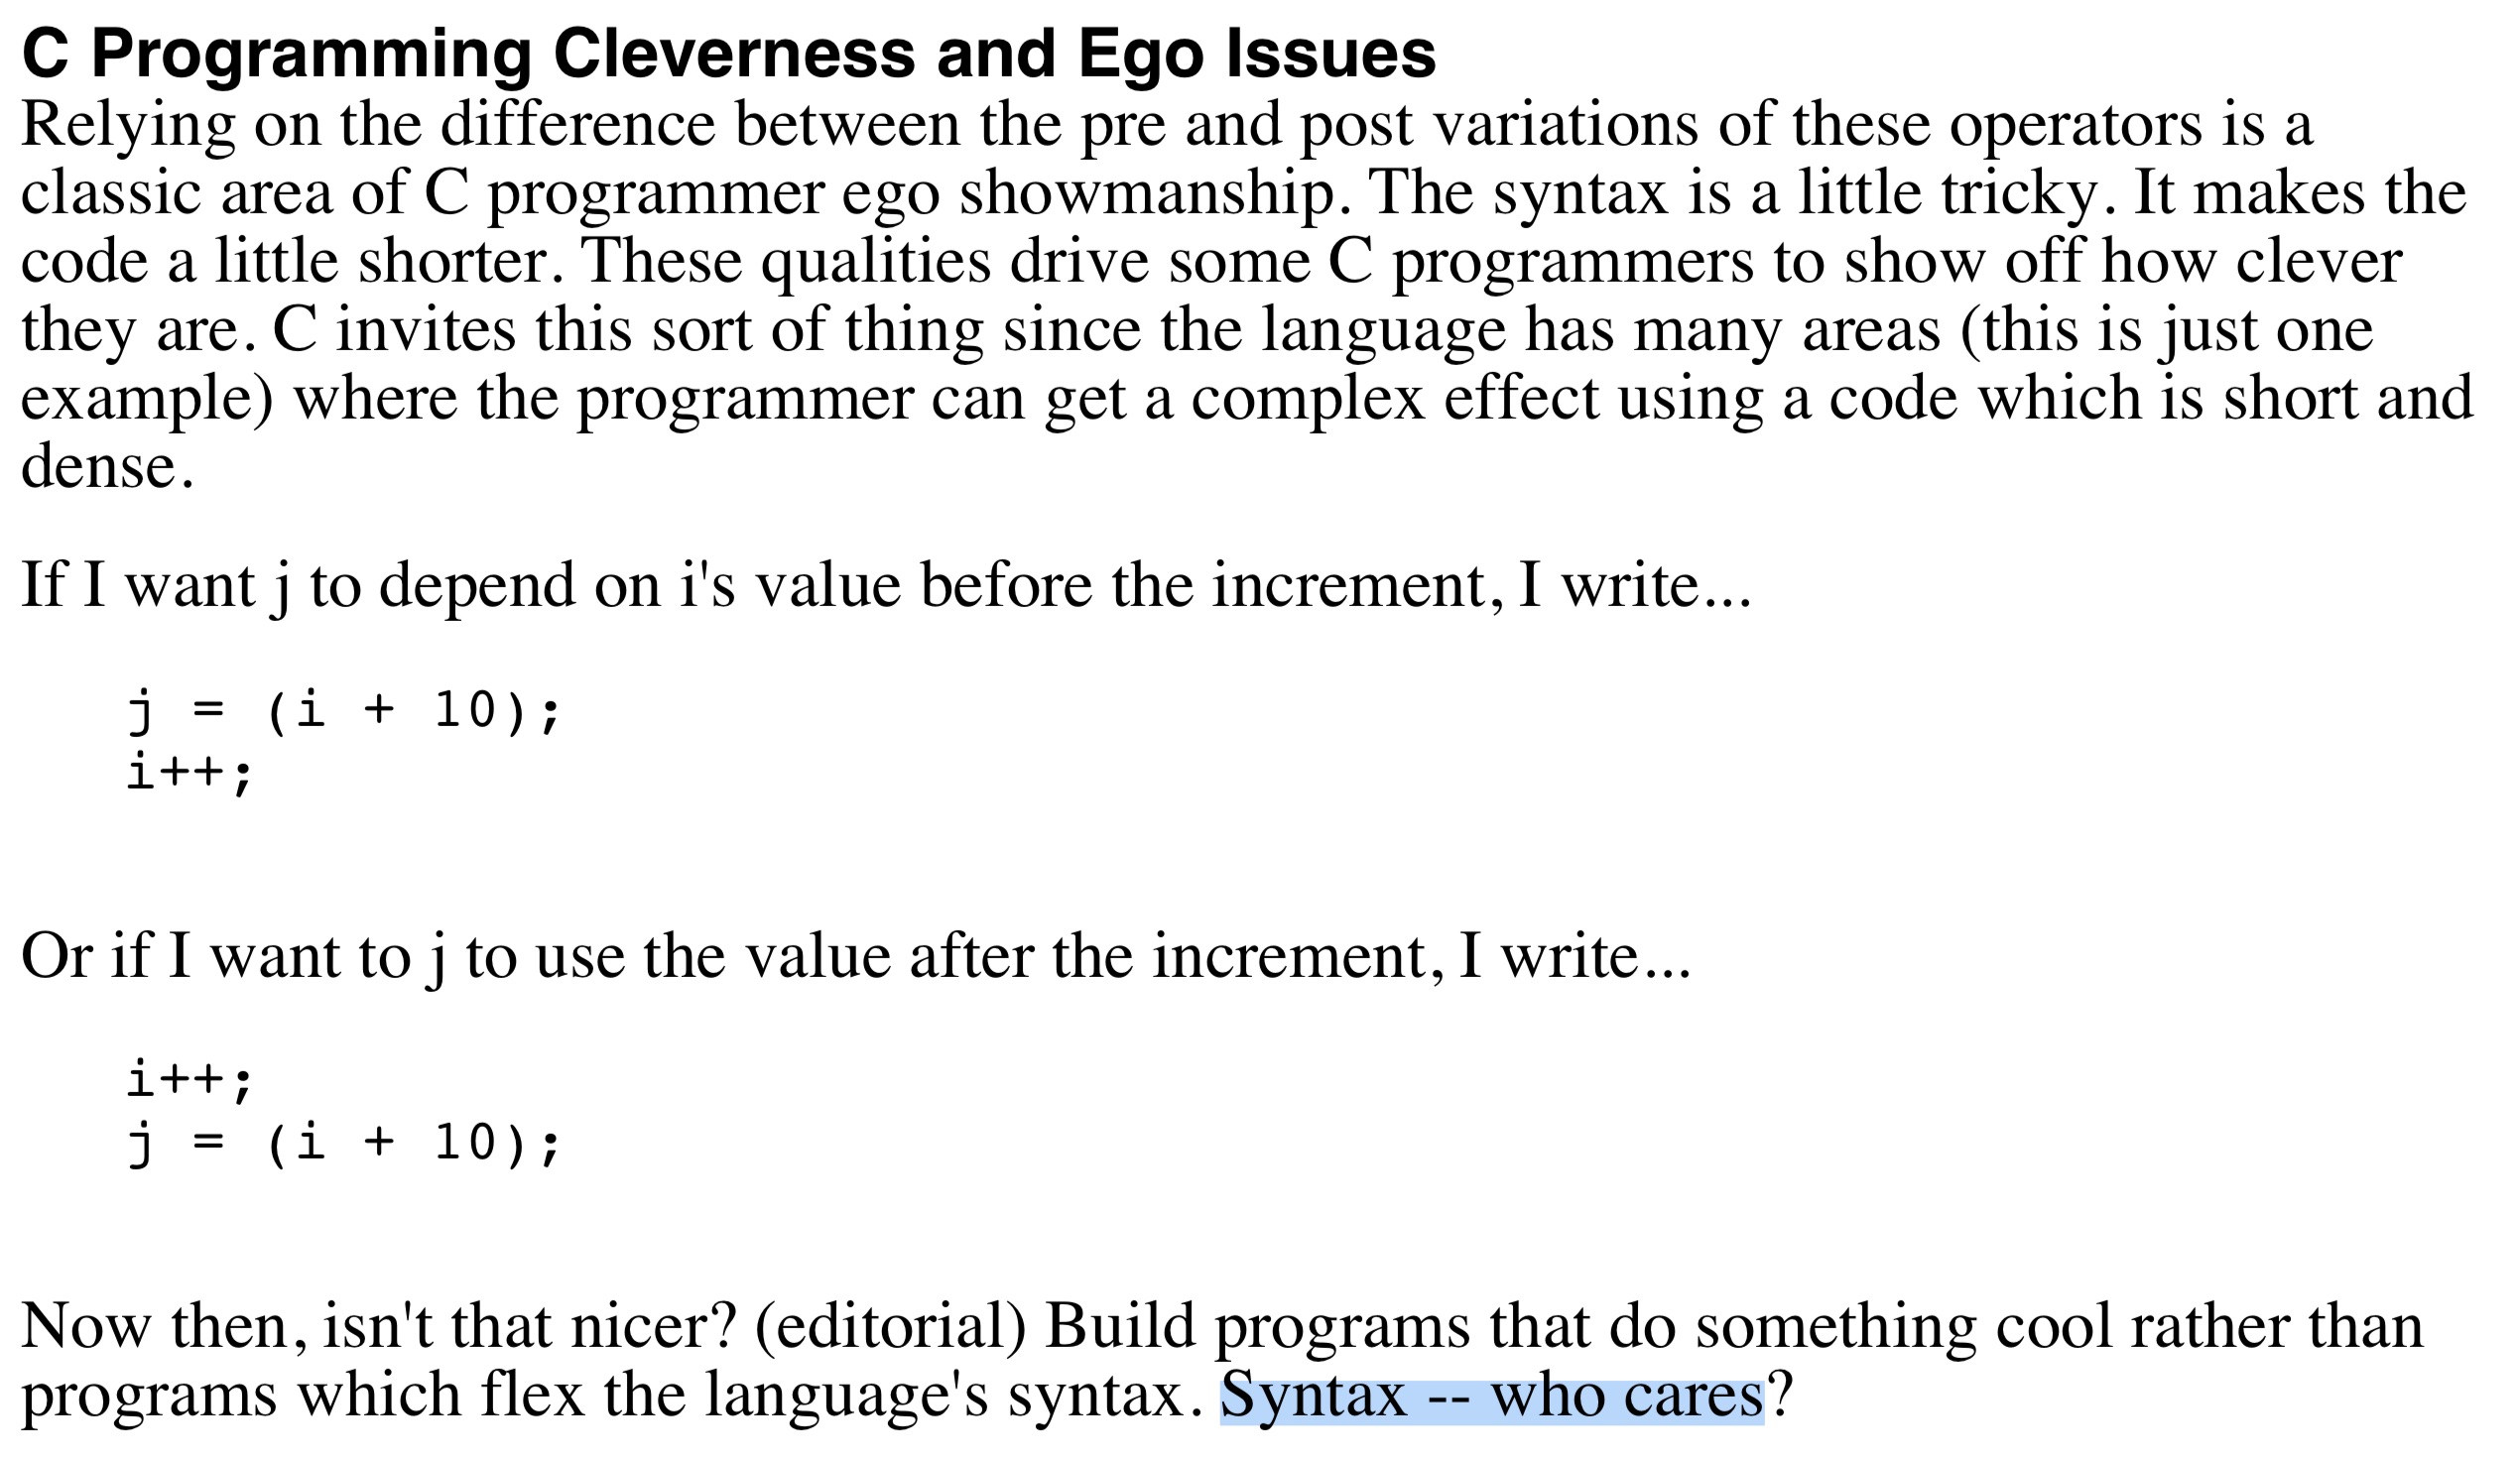 C Programming Cleverness and Ego Issues
Relying on the difference between the pre and post variations of these operators is a
classic area of C programmer ego showmanship. The syntax is a little tricky. It makes the
code a little shorter. These qualities drive some C programmers to show off how clever
they are. C invites this sort of thing since the language has many areas (this is just one
example) where the programmer can get a complex effect using a code which is short and
dense.
If I want j to depend on i's value before the increment, I write...
j = (i + 10);
i++;
Or if I want to j to use the value after the increment, I write...
i++;
j = (i + 10);
Now then, isn't that nicer? (editorial) Build programs that do something cool rather than
programs which flex the language's syntax. Syntax -- who cares?